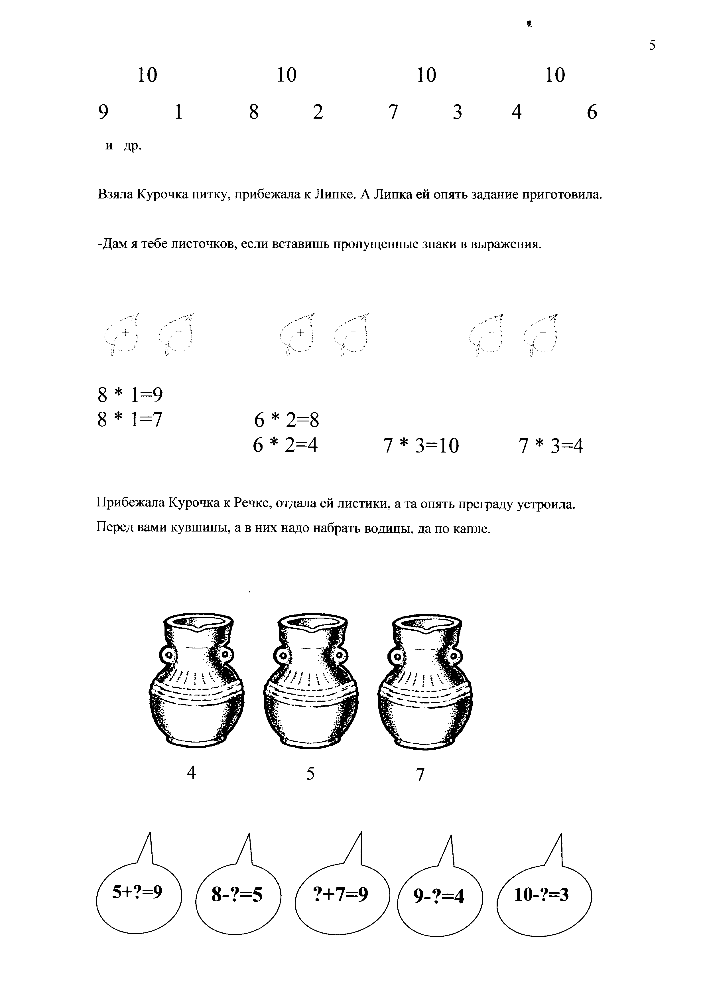 5
10 10 10 10
9 1 8 2 7 3 4 6
и др.
Взяла Курочка нитку, прибежала к Липке. А Липка ей опять задание приготовила.
-Дам я тебе листочков, если вставишь пропущенные знаки в выражения.
+ - + - + -
8 * 1=9
8 * 1=7 6 * 2=8
6 * 2=4 7 * 3=10 7 * 3=4
Прибежала Курочка к Речке, отдала ей листики, а та опять преграду устроила.
Перед вами кувшины, а в них надо набрать водицы, да по капле.
4 5 7
5+?=9 8-?=5 ?+7=9 9-?=4 10-?=3